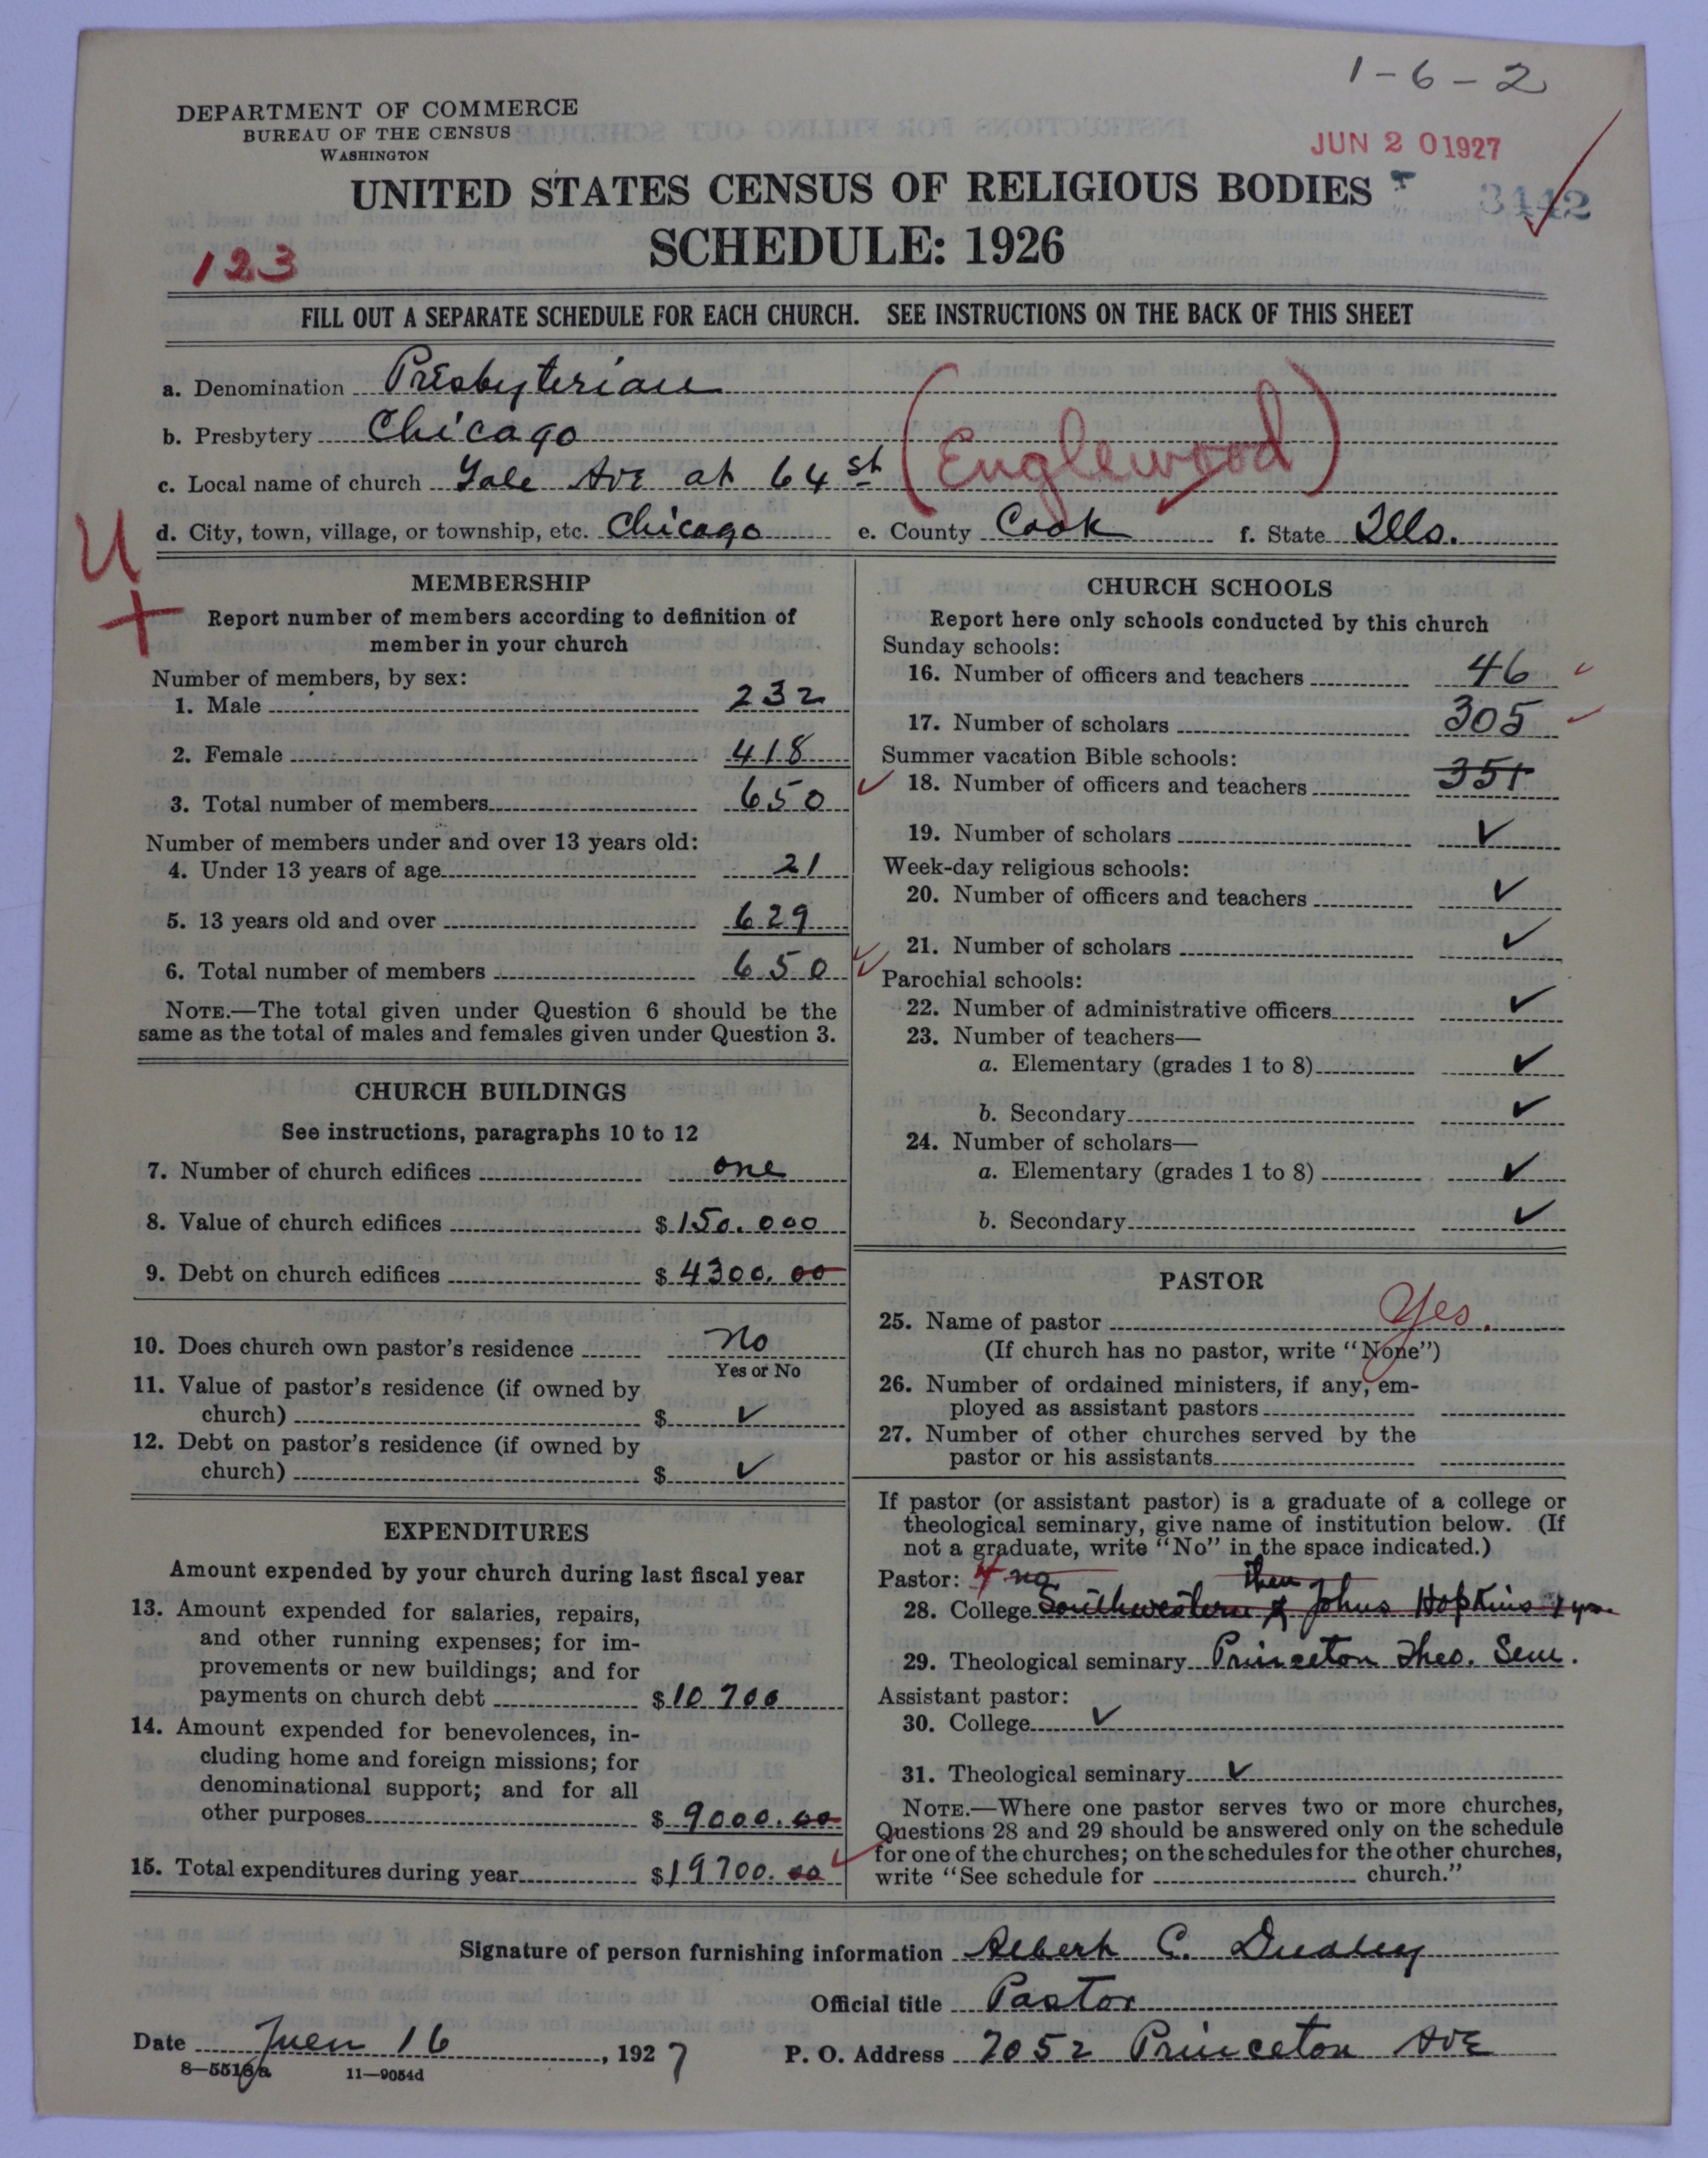 1-6-2
DEPARTMENT OF COMMERCE
BUREAU OF THE CENSUS
WASHINGTON
JUN 20 1927
UNITED STATES CENSUS OF RELIGIOUS BODIES
3442
SCHEDULE: 1926
123
FILL OUT A SEPARATE SCHEDULE FOR EACH CHURCH. SEE INSTRUCTIONS ON THE BACK OF THIS SHEET
a. Denomination Presbyterian
b. Presbytery Chicago
c. Local name of church Yale Ave at 64 st (Englewood)
d. City, town, village, or township, etc. Chicago e. County Cook f. State Ills.
U
MEMBERSHIP
Report number of members according to definition of
member in your church
Number of members, by sex:
1. Male 232
2. Female 418
3. Total number of members 650
Number of members under and over 13 years old:
4. Under 13 years of age 21
5. 13 years old and over 629
6. Total number of members 650
NOTE.—The total given under Question 6 should be the
same as the total of males and females given under Question 3.
CHURCH BUILDINGS
See instructions, paragraphs 10 to 12
7. Number of church edifices one
8. Value of church edifices $150.000
9. Debt on church edifices $4300.00
10. Does church own pastor's residence No
Yes or No
11. Value of pastor's residence (if owned by
church) $ ✓
12. Debt on pastor's residence (if owned by
church) $ ✓
EXPENDITURES
Amount expended by your church during last fiscal year
13. Amount expended for salaries, repairs,
and other running expenses; for im-
provements or new buildings; and for
payments on church debt $10700
14. Amount expended for benevolences, in-
cluding home and foreign missions; for
denominational support; and for all
other purposes $9000.00
15. Total expenditures during year $19700.00
CHURCH SCHOOLS
Report here only schools conducted by this church
Sunday schools:
16. Number of officers and teachers 46
17. Number of scholars 305
Summer vacation Bible schools:
18. Number of officers and teachers 351
19. Number of scholars ✓
Week-day religious schools:
20. Number of officers and teachers ✓
21. Number of scholars ✓
Parochial schools:
22. Number of administrative officers ✓
23. Number of teachers—
a. Elementary (grades 1 to 8) ✓
b. Secondary ✓
24. Number of scholars—
a. Elementary (grades 1 to 8) ✓
b. Secondary ✓
PASTOR
25. Name of pastor Yes.
(If church has no pastor, write "None")
26. Number of ordained ministers, if any, em-
ployed as assistant pastors
27. Number of other churches served by the
pastor or his assistants
If pastor (or assistant pastor) is a graduate of a college or
theological seminary, give name of institution below. (If
not a graduate, write "No" in the space indicated.)
Pastor: no then
28. College Southwestern Johns Hopkins
29. Theological seminary Princeton Theo. Sem.
Assistant pastor:
30. College ✓
31. Theological seminary ✓
NOTE.—Where one pastor serves two or more churches,
Questions 28 and 29 should be answered only on the schedule
for one of the churches; on the schedules for the other churches,
write "See schedule for church."
Signature of person furnishing information Albert C. Dudley
Official title Pastor
Date 16, 1927 P. O. Address 7052 Princeton Ave
11—9054d